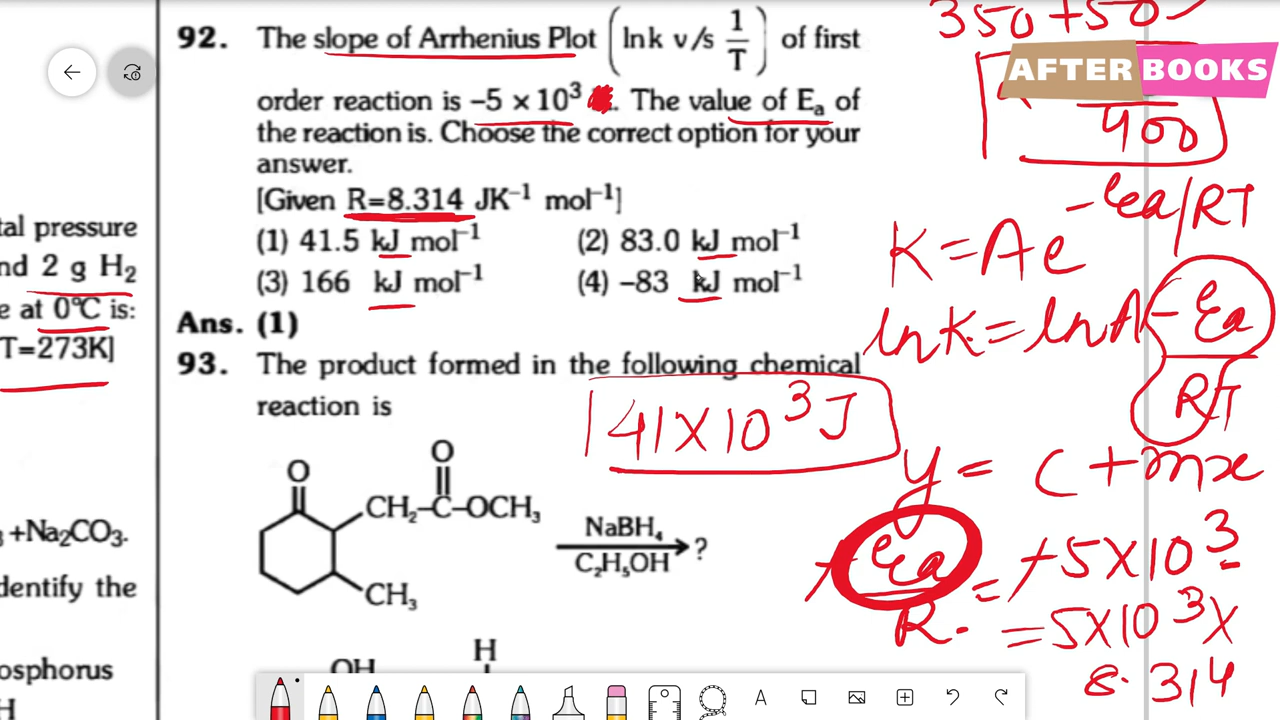 tal pressure
nd 2 g H₂
e at 0°C is:
T=273K]
₃ +Na₂CO₃.
dentify the
osphorus
H
92. The slope of Arrhenius Plot (lnk v/s 1/T) of first
order reaction is –5 × 10³ . The value of Eₐ of
the reaction is. Choose the correct option for your
answer.
[Given R=8.314 JK⁻¹ mol⁻¹]
(1) 41.5 kJ mol⁻¹ (2) 83.0 kJ mol⁻¹
(3) 166 kJ mol⁻¹ (4) –83 kJ mol⁻¹
Ans. (1)
93. The product formed in the following chemical
reaction is
41×10³J
O
O
CH₂–C–OCH₃
CH₃
NaBH₄
C₂H₅OH
?
OH
H
350+50
AFTER BOOKS
400
K=Ae –Ea/RT
lnK=lnA – Ea/RT
y = C+mx
Ea/R = +5×10³
=5×10³×
8.314
A